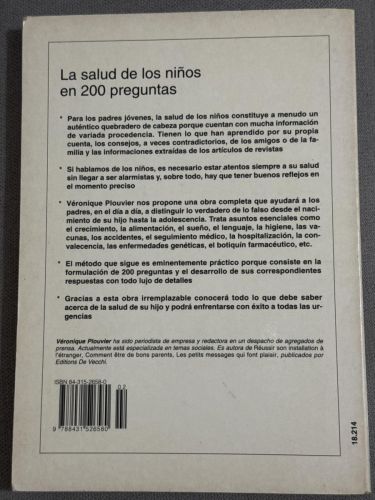 La salud de los niños
en 200 preguntas
* Para los padres jóvenes, la salud de los niños constituye a menudo un
auténtico quebradero de cabeza porque cuentan con mucha información
de variada procedencia. Tienen lo que han aprendido por su propia
cuenta, los consejos, a veces contradictorios, de los amigos o de la fa-
milia y las informaciones extraídas de los artículos de revistas
* Si hablamos de los niños, es necesario estar atentos siempre a su salud
sin llegar a ser alarmistas y, sobre todo, hay que tener buenos reflejos en
el momento preciso
* Véronique Plouvier nos propone una obra completa que ayudará a los
padres, en el día a día, a distinguir lo verdadero de lo falso desde el naci-
miento de su hijo hasta la adolescencia. Trata asuntos esenciales como
el crecimiento, la alimentación, el sueño, el lenguaje, la higiene, las va-
cunas, los accidentes, el seguimiento médico, la hospitalización, la con-
valecencia, las enfermedades genéticas, el botiquín farmacéutico, etc.
* El método que sigue es eminentemente práctico porque consiste en la
formulación de 200 preguntas y el desarrollo de sus correspondientes
respuestas con todo lujo de detalles
* Gracias a esta obra irremplazable conocerá todo lo que debe saber
acerca de la salud de su hijo y podrá enfrentarse con éxito a todas las ur-
gencias
Véronique Plouvier ha sido periodista de empresa y redactora en un despacho de agregados de
prensa. Actualmente está especializada en temas sociales. Es autora de Réussir son installation à
l'étranger, Comment être de bons parents, Les petits messages qui font plaisir, publicados por
Editions De Vecchi.
ISBN 84-315-2658-0
02
9 788431 526580
18.214